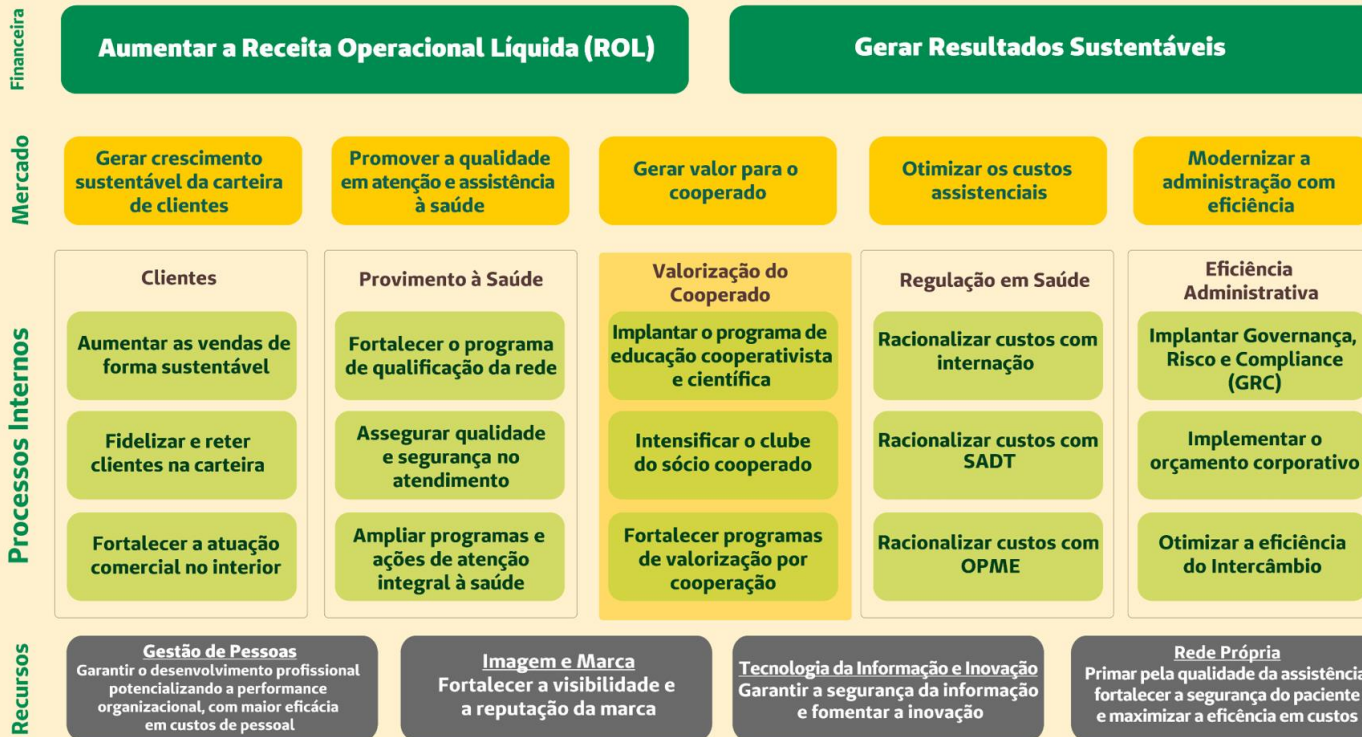 Financeira
Aumentar a Receita Operacional Líquida (ROL)
Gerar Resultados Sustentáveis
Mercado
Gerar crescimento
sustentável da carteira
de clientes
Promover a qualidade
em atenção e assistência
à saúde
Gerar valor para o
cooperado
Otimizar os custos
assistenciais
Modernizar a
administração com
eficiência
Processos Internos
Clientes
Aumentar as vendas de
forma sustentável
Fidelizar e reter
clientes na carteira
Fortalecer a atuação
comercial no interior
Provimento à Saúde
Fortalecer o programa
de qualificação da rede
Assegurar qualidade
e segurança no
atendimento
Ampliar programas e
ações de atenção
integral à saúde
Valorização do
Cooperado
Implantar o programa de
educação cooperativista
e científica
Intensificar o clube
do sócio cooperado
Fortalecer programas
de valorização por
cooperação
Regulação em Saúde
Racionalizar custos com
internação
Racionalizar custos com
SADT
Racionalizar custos com
OPME
Eficiência
Administrativa
Implantar Governança,
Risco e Compliance
(GRC)
Implementar o
orçamento corporativo
Otimizar a eficiência
do Intercâmbio
Recursos
Gestão de Pessoas
Garantir o desenvolvimento profissional
potencializando a performance
organizacional, com maior eficácia
em custos de pessoal
Imagem e Marca
Fortalecer a visibilidade e
a reputação da marca
Tecnologia da Informação e Inovação
Garantir a segurança da informação
e fomentar a inovação
Rede Própria
Primar pela qualidade da assistência
fortalecer a segurança do paciente
e maximizar a eficência em custos